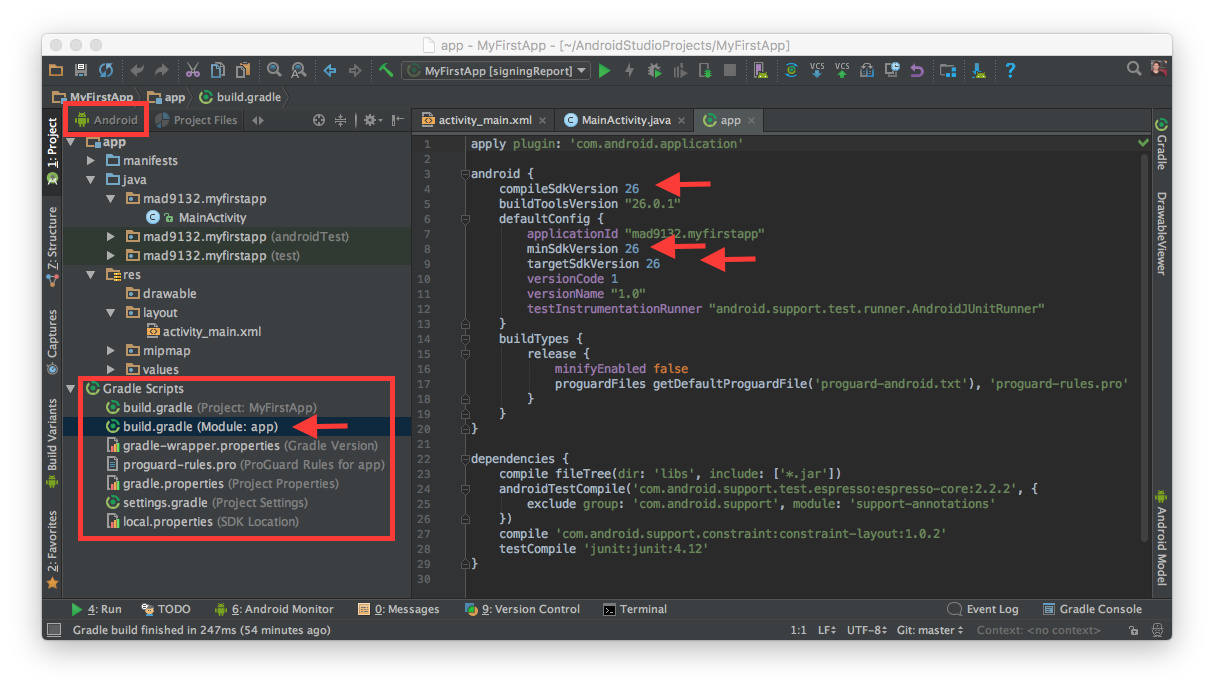 app - MyFirstApp - [~/AndroidStudioProjects/MyFirstApp]
MyFirstApp [signingReport]
VCS VCS
MyFirstApp app build.gradle
Android Project Files
activity_main.xml MainActivity.java app
1: Project
Z: Structure
Captures
Build Variants
2: Favorites
app
manifests
java
mad9132.myfirstapp
MainActivity
mad9132.myfirstapp (androidTest)
mad9132.myfirstapp (test)
res
drawable
layout
activity_main.xml
mipmap
values
Gradle Scripts
build.gradle (Project: MyFirstApp)
build.gradle (Module: app)
gradle-wrapper.properties (Gradle Version)
proguard-rules.pro (ProGuard Rules for app)
gradle.properties (Project Properties)
settings.gradle (Project Settings)
local.properties (SDK Location)
1 apply plugin: 'com.android.application'
2
3 android {
4 compileSdkVersion 26
5 buildToolsVersion "26.0.1"
6 defaultConfig {
7 applicationId "mad9132.myfirstapp"
8 minSdkVersion 26
9 targetSdkVersion 26
10 versionCode 1
11 versionName "1.0"
12 testInstrumentationRunner "android.support.test.runner.AndroidJUnitRunner"
13 }
14 buildTypes {
15 release {
16 minifyEnabled false
17 proguardFiles getDefaultProguardFile('proguard-android.txt'), 'proguard-rules.pro'
18 }
19 }
20 }
21
22 dependencies {
23 compile fileTree(dir: 'libs', include: ['*.jar'])
24 androidTestCompile('com.android.support.test.espresso:espresso-core:2.2.2', {
25 exclude group: 'com.android.support', module: 'support-annotations'
26 })
27 compile 'com.android.support.constraint:constraint-layout:1.0.2'
28 testCompile 'junit:junit:4.12'
29 }
30
Gradle
DrawableViewer
Android Model
4: Run TODO 6: Android Monitor 0: Messages 9: Version Control Terminal Event Log Gradle Console
Gradle build finished in 247ms (54 minutes ago) 1:1 LF UTF-8 Git: master Context: <no context>